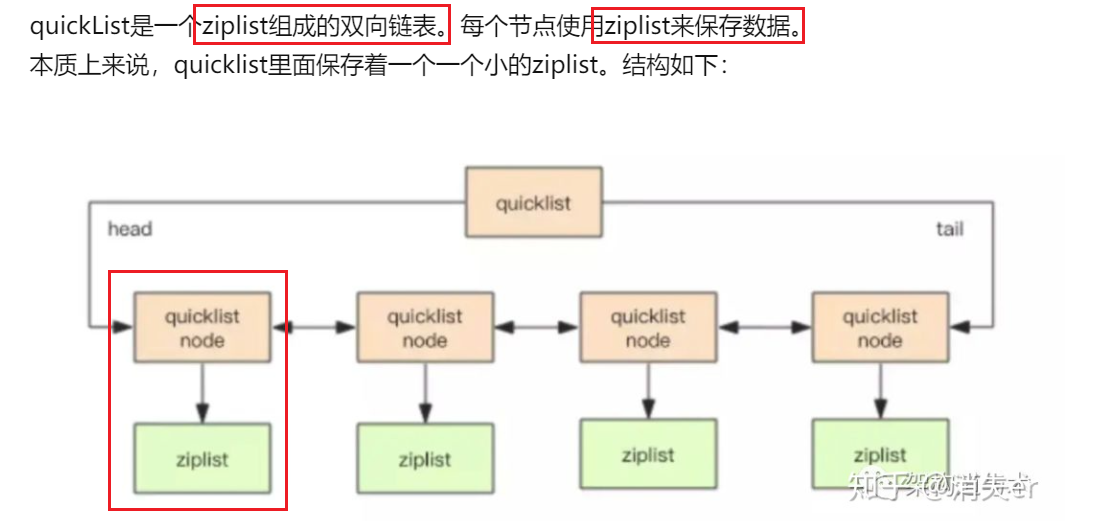 quickList是一个ziplist组成的双向链表。每个节点使用ziplist来保存数据。
本质上来说，quicklist里面保存着一个一个小的ziplist。结构如下：
quicklist
head
tail
quicklist
node
quicklist
node
quicklist
node
quicklist
node
ziplist
ziplist
ziplist
ziplist
知乎 @消失er